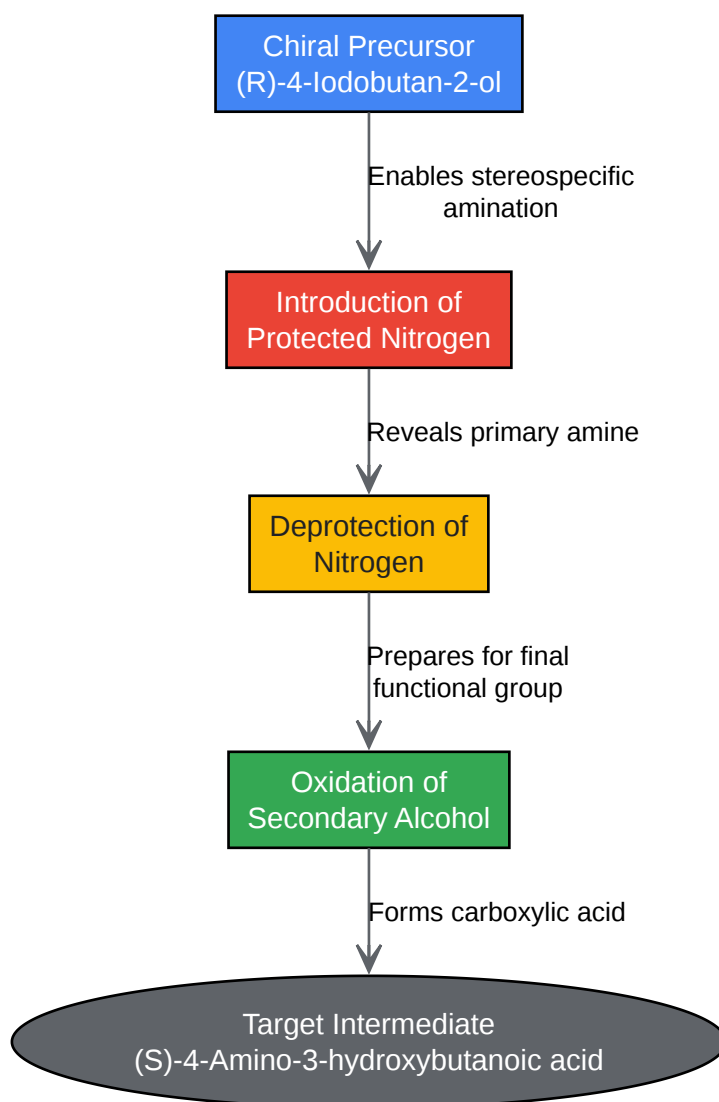 Chiral Precursor
(R)-4-Iodobutan-2-ol
Enables stereospecific
amination
Introduction of
Protected Nitrogen
Reveals primary amine
Deprotection of
Nitrogen
Prepares for final
functional group
Oxidation of
Secondary Alcohol
Forms carboxylic acid
Target Intermediate
(S)-4-Amino-3-hydroxybutanoic acid